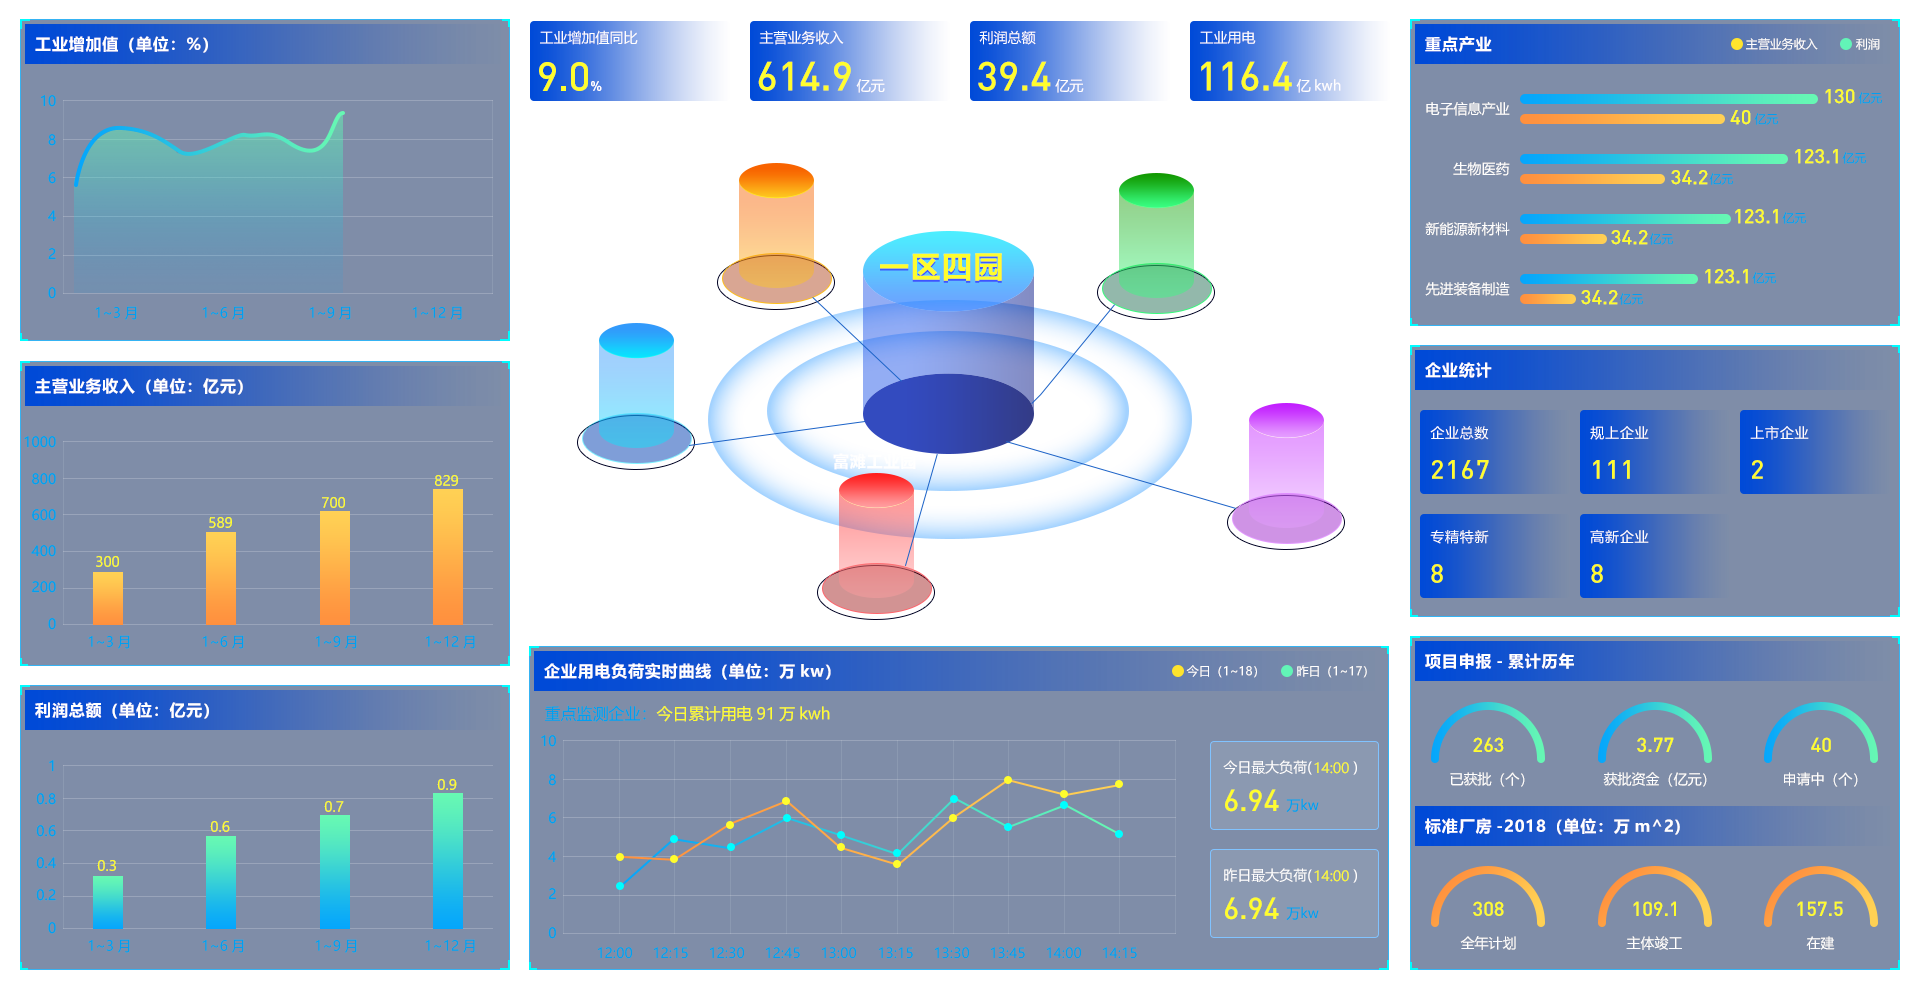 工业增加值（单位：%）
10
8
6
4
2
0
1~3 月
1~6 月
1~9 月
1~12 月
主营业务收入（单位：亿元）
1000
800
600
400
200
0
300
589
700
829
1~3 月
1~6 月
1~9 月
1~12 月
利润总额（单位：亿元）
1
0.8
0.6
0.4
0.2
0
0.3
0.6
0.7
0.9
1~3 月
1~6 月
1~9 月
1~12 月
工业增加值同比
9.0%
主营业务收入
614.9 亿元
利润总额
39.4 亿元
工业用电
116.4 亿 kwh
一区四园
企业用电负荷实时曲线（单位：万 kw）
今日（1~18）
昨日（1~17）
重点监测企业：今日累计用电 91 万 kwh
10
8
6
4
2
0
12:00
12:15
12:30
12:45
13:00
13:15
13:30
13:45
14:00
14:15
今日最大负荷(14:00 )
6.94 万kw
昨日最大负荷(14:00 )
6.94 万kw
重点产业
主营业务收入
利润
电子信息产业
130 亿元
40 亿元
生物医药
123.1 亿元
34.2 亿元
新能源新材料
123.1 亿元
34.2 亿元
先进装备制造
123.1 亿元
34.2 亿元
企业统计
企业总数
2167
规上企业
111
上市企业
2
专精特新
8
高新企业
8
项目申报 - 累计历年
263
已获批（个）
3.77
获批资金（亿元）
40
申请中（个）
标准厂房 -2018（单位：万 m^2）
308
全年计划
109.1
主体竣工
157.5
在建